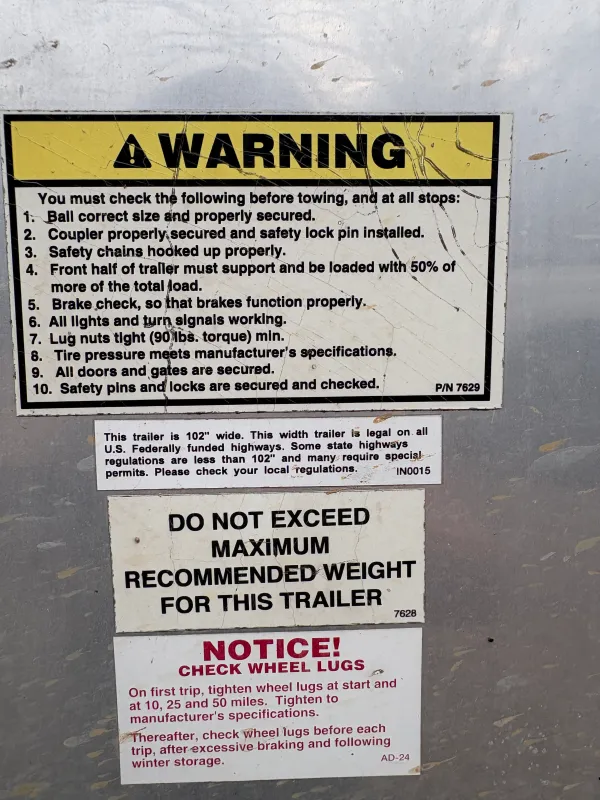 WARNING
You must check the following before towing, and at all stops:
1. Ball correct size and properly secured.
2. Coupler properly secured and safety lock pin installed.
3. Safety chains hooked up properly.
4. Front half of trailer must support and be loaded with 50% of
more of the total load.
5. Brake check, so that brakes function properly.
6. All lights and turn signals working.
7. Lug nuts tight (90 lbs. torque) min.
8. Tire pressure meets manufacturer's specifications.
9. All doors and gates are secured.
10. Safety pins and locks are secured and checked.
P/N 7629
This trailer is 102" wide. This width trailer is legal on all
U.S. Federally funded highways. Some state highways
regulations are less than 102" and many require special
permits. Please check your local regulations.
IN0015
DO NOT EXCEED
MAXIMUM
RECOMMENDED WEIGHT
FOR THIS TRAILER
7628
NOTICE!
CHECK WHEEL LUGS
On first trip, tighten wheel lugs at start and
at 10, 25 and 50 miles. Tighten to
manufacturer's specifications.
Thereafter, check wheel lugs before each
trip, after excessive braking and following
winter storage.
AD-24